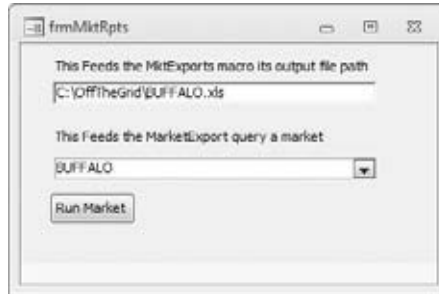 frmMktRpts
This Feeds the MktExports macro its output file path
C:\OffTheGrid\BUFFALO.xls
This Feeds the MarketExport query a market
BUFFALO
Run Market